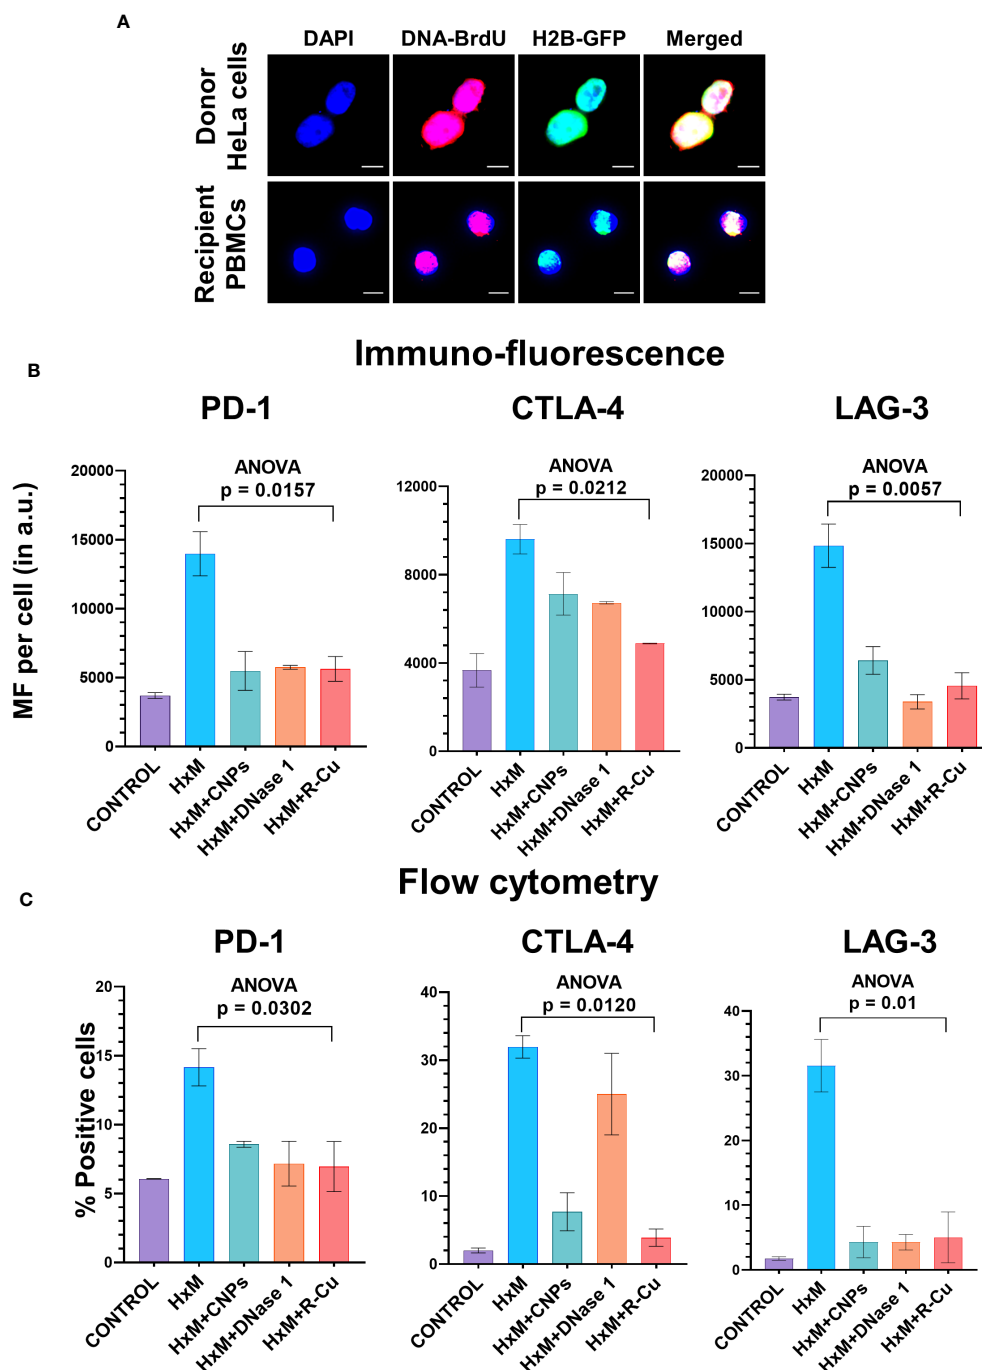 A
DAPI DNA-BrdU H2B-GFP Merged
Donor
HeLa cells
Recipient
PBMCs
Immuno-fluorescence
B
PD-1 CTLA-4 LAG-3
MF per cell (in a.u.)
ANOVA
p = 0.0157
20000
15000
10000
5000
0
CONTROL
HxM
HxM+CNPs
HxM+DNase 1
HxM+R-Cu
ANOVA
p = 0.0212
12000
8000
4000
0
CONTROL
HxM
HxM+CNPs
HxM+DNase 1
HxM+R-Cu
ANOVA
p = 0.0057
20000
15000
10000
5000
0
CONTROL
HxM
HxM+CNPs
HxM+DNase 1
HxM+R-Cu
Flow cytometry
C
PD-1 CTLA-4 LAG-3
% Positive cells
ANOVA
p = 0.0302
20
15
10
5
0
CONTROL
HxM
HxM+CNPs
HxM+DNase 1
HxM+R-Cu
ANOVA
p = 0.0120
40
30
20
10
0
CONTROL
HxM
HxM+CNPs
HxM+DNase 1
HxM+R-Cu
ANOVA
p = 0.01
40
30
20
10
0
CONTROL
HxM
HxM+CNPs
HxM+DNase 1
HxM+R-Cu